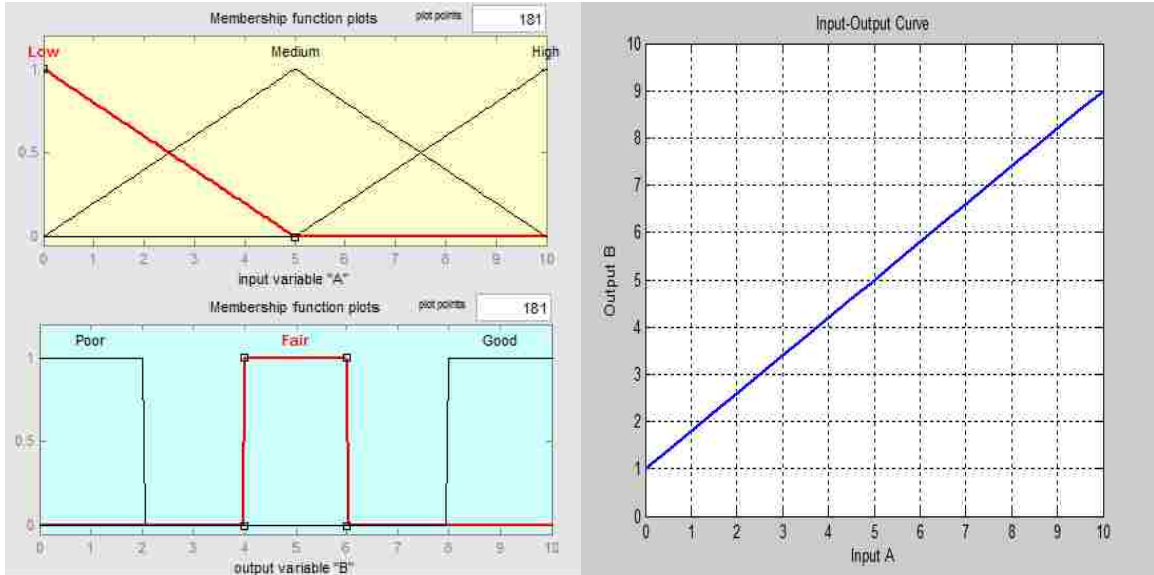 Membership function plots plot points 181
Low Medium High
1
0.5
0
0 1 2 3 4 5 6 7 8 9 10
input variable "A"
Membership function plots plot points 181
Poor Fair Good
1
0.5
0
0 1 2 3 4 5 6 7 8 9 10
output variable "B"
Input-Output Curve
10
9
8
7
6
5
4
3
2
1
0
Output B
0 1 2 3 4 5 6 7 8 9 10
Input A